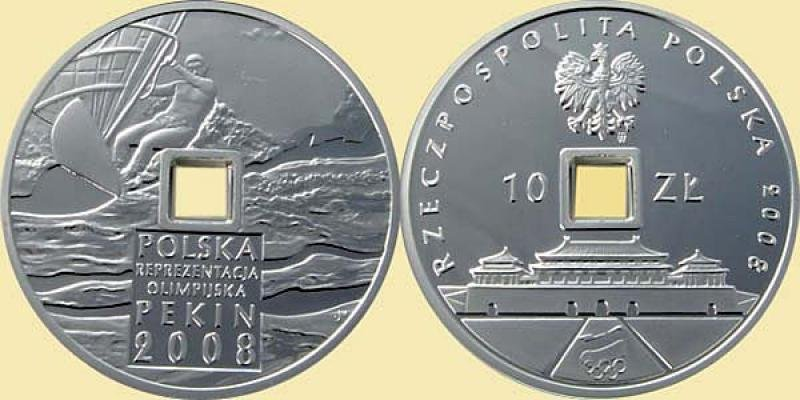 POLSKA
REPREZENTACJA
OLIMPIJSKA
PEKIN
2008
RZECZPOSPOLITA POLSKA 2008
10 ZŁ